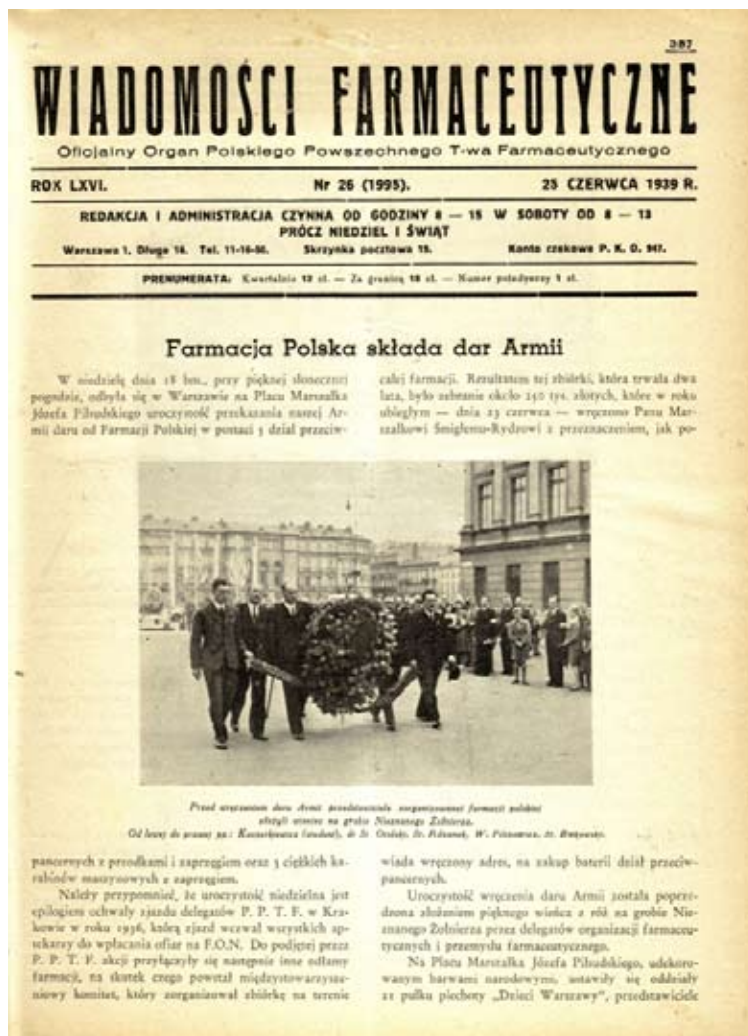 387
WIADOMOŚCI FARMACEUTYCZNE
Oficjalny Organ Polskiego Powszechnego T-wa Farmaceutycznego
ROK LXVI. Nr 26 (1995). 25 CZERWCA 1939 R.
REDAKCJA I ADMINISTRACJA CZYNNA OD GODZINY 8 — 15 W SOBOTY OD 8 — 13
PRÓCZ NIEDZIEL I ŚWIĄT
Warszawa 1, Długa 16. Tel. 11-16-50. Skrzynka pocztowa 15. Konto czekowe P. K. O. 947.
PRENUMERATA: Kwartalnie 12 zł. — Za granicę 18 zł. — Numer pojedynczy 1 zł.
Farmacja Polska składa dar Armii
W niedzielę dnia 18 bm., przy pięknej słonecznej
pogodzie, odbyła się w Warszawie na Placu Marszałka
Józefa Piłsudskiego uroczystość przekazania naszej Ar-
mii daru od Farmacji Polskiej w postaci 3 dział przeciw-
pancernych z przodkami i zaprzęgiem oraz 3 ciężkich ka-
rabinów maszynowych z zaprzęgiem.
Należy przypomnieć, że uroczystość niedzielna jest
epilogiem uchwały zjazdu delegatów P. P. T. F. w Kra-
kowie w roku 1936, którą zjazd wezwał wszystkich ap-
tekarzy do wpłacania ofiar na F.O.N. Do podjętej przez
P. P. T. F. akcji przyłączyły się następnie inne odłamy
farmacji, na skutek czego powstał międzystowarzysze-
niowy komitet, który zorganizował zbiórkę na terenie
całej farmacji. Rezultatem tej zbiórki, która trwała dwa
lata, było zebranie około 250 tys. złotych, które w roku
ubiegłym — dnia 23 czerwca — wręczono Panu Mar-
szałkowi Śmigłemu-Rydzowi z przeznaczeniem, jak po-
wiada wręczony adres, na zakup baterii dział przeciw-
pancernych.
Uroczystość wręczenia daru Armii została poprze-
dzona złożeniem pięknego wieńca z róż na grobie Nie-
znanego Żołnierza przez delegatów organizacji farmaceu-
tycznych i przemysłu farmaceutycznego.
Na Placu Marszałka Józefa Piłsudskiego, udekoro-
wanym barwami narodowymi, ustawiły się oddziały
21 pułku piechoty „Dzieci Warszawy”, przedstawiciele
Przed wręczeniem daru Armii przedstawiciele zorganizowanej farmacji polskiej
złożyli wieniec na grobie Nieznanego Żołnierza.
Od lewej do prawej pp.: (student), dr St.